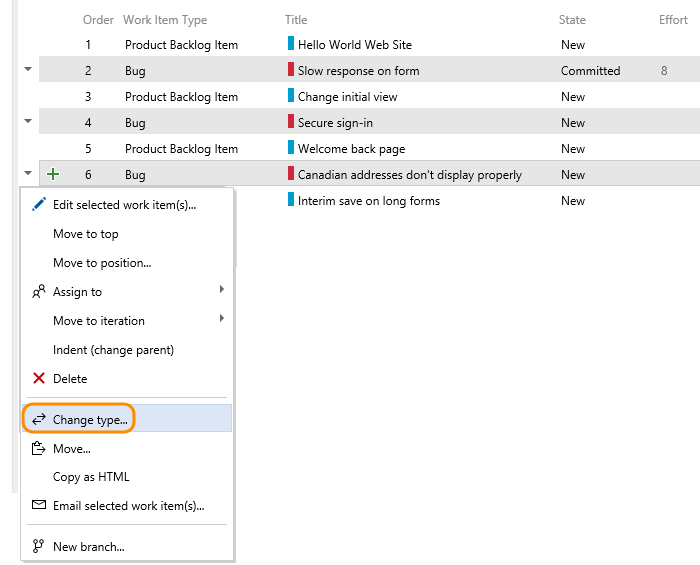 Order Work Item Type Title State Effort
1 Product Backlog Item Hello World Web Site New
2 Bug Slow response on form Committed 8
3 Product Backlog Item Change initial view New
4 Bug Secure sign-in New
5 Product Backlog Item Welcome back page New
6 Bug Canadian addresses don't display properly New
Interim save on long forms New
Edit selected work item(s)...
Move to top
Move to position...
Assign to
Move to iteration
Indent (change parent)
Delete
Change type...
Move...
Copy as HTML
Email selected work item(s)...
New branch...